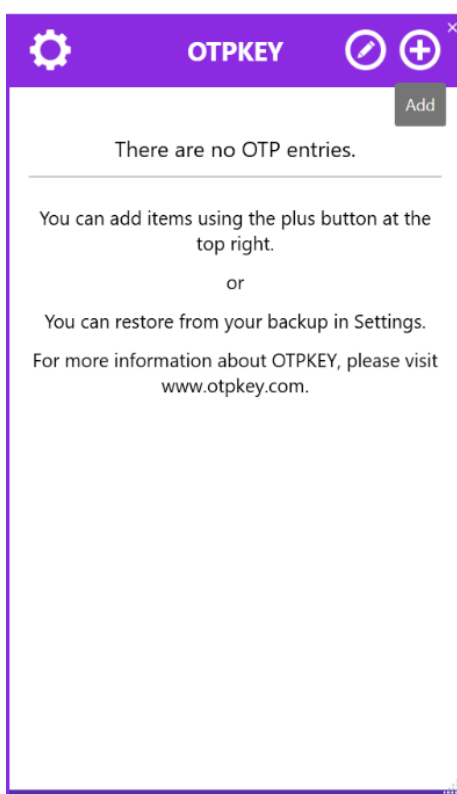 OTPKEY
Add
There are no OTP entries.
You can add items using the plus button at the
top right.
or
You can restore from your backup in Settings.
For more information about OTPKEY, please visit
www.otpkey.com.